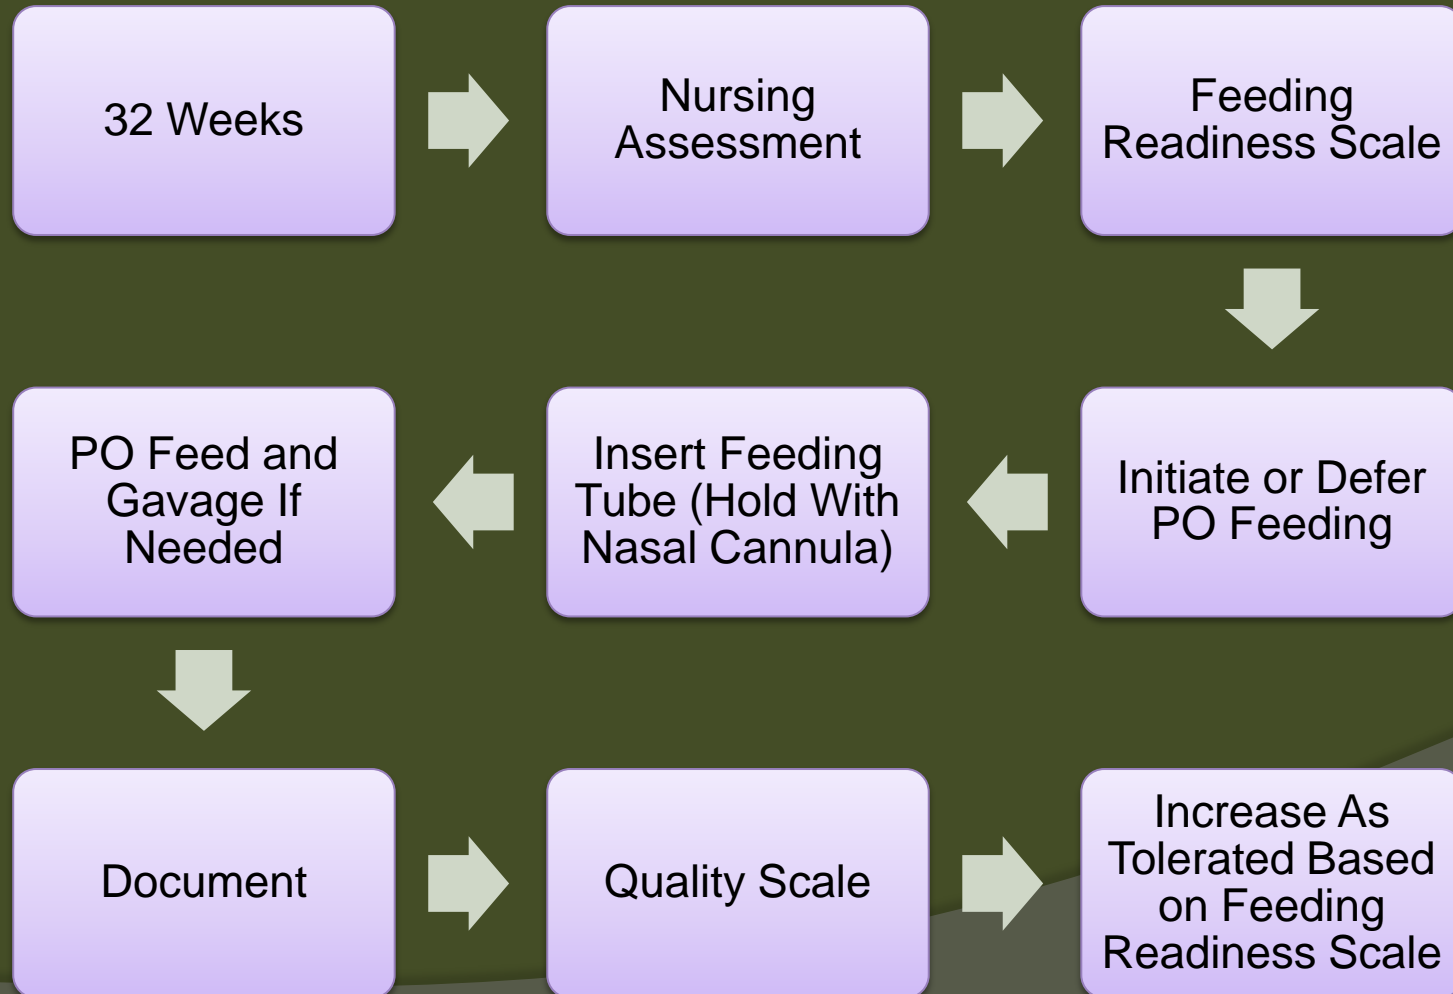 32 Weeks
Nursing
Assessment
Feeding
Readiness Scale
Initiate or Defer
PO Feeding
Insert Feeding
Tube (Hold With
Nasal Cannula)
PO Feed and
Gavage If
Needed
Document
Quality Scale
Increase As
Tolerated Based
on Feeding
Readiness Scale